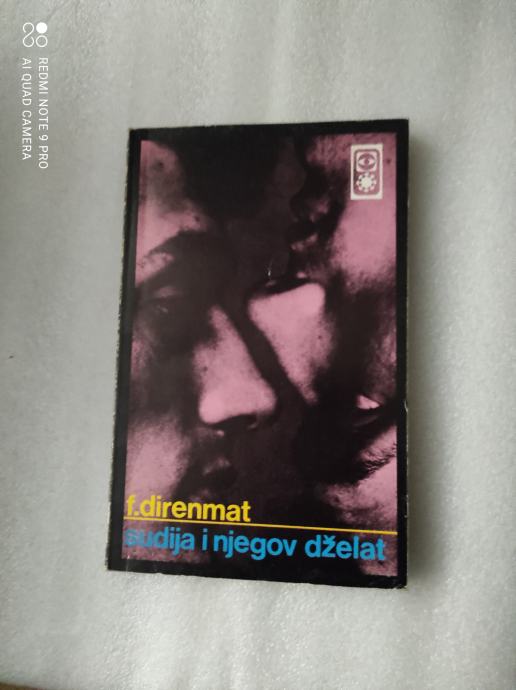 REDMI NOTE 9 PRO
AI QUAD CAMERA
f.direnmat
sudija i njegov dželat